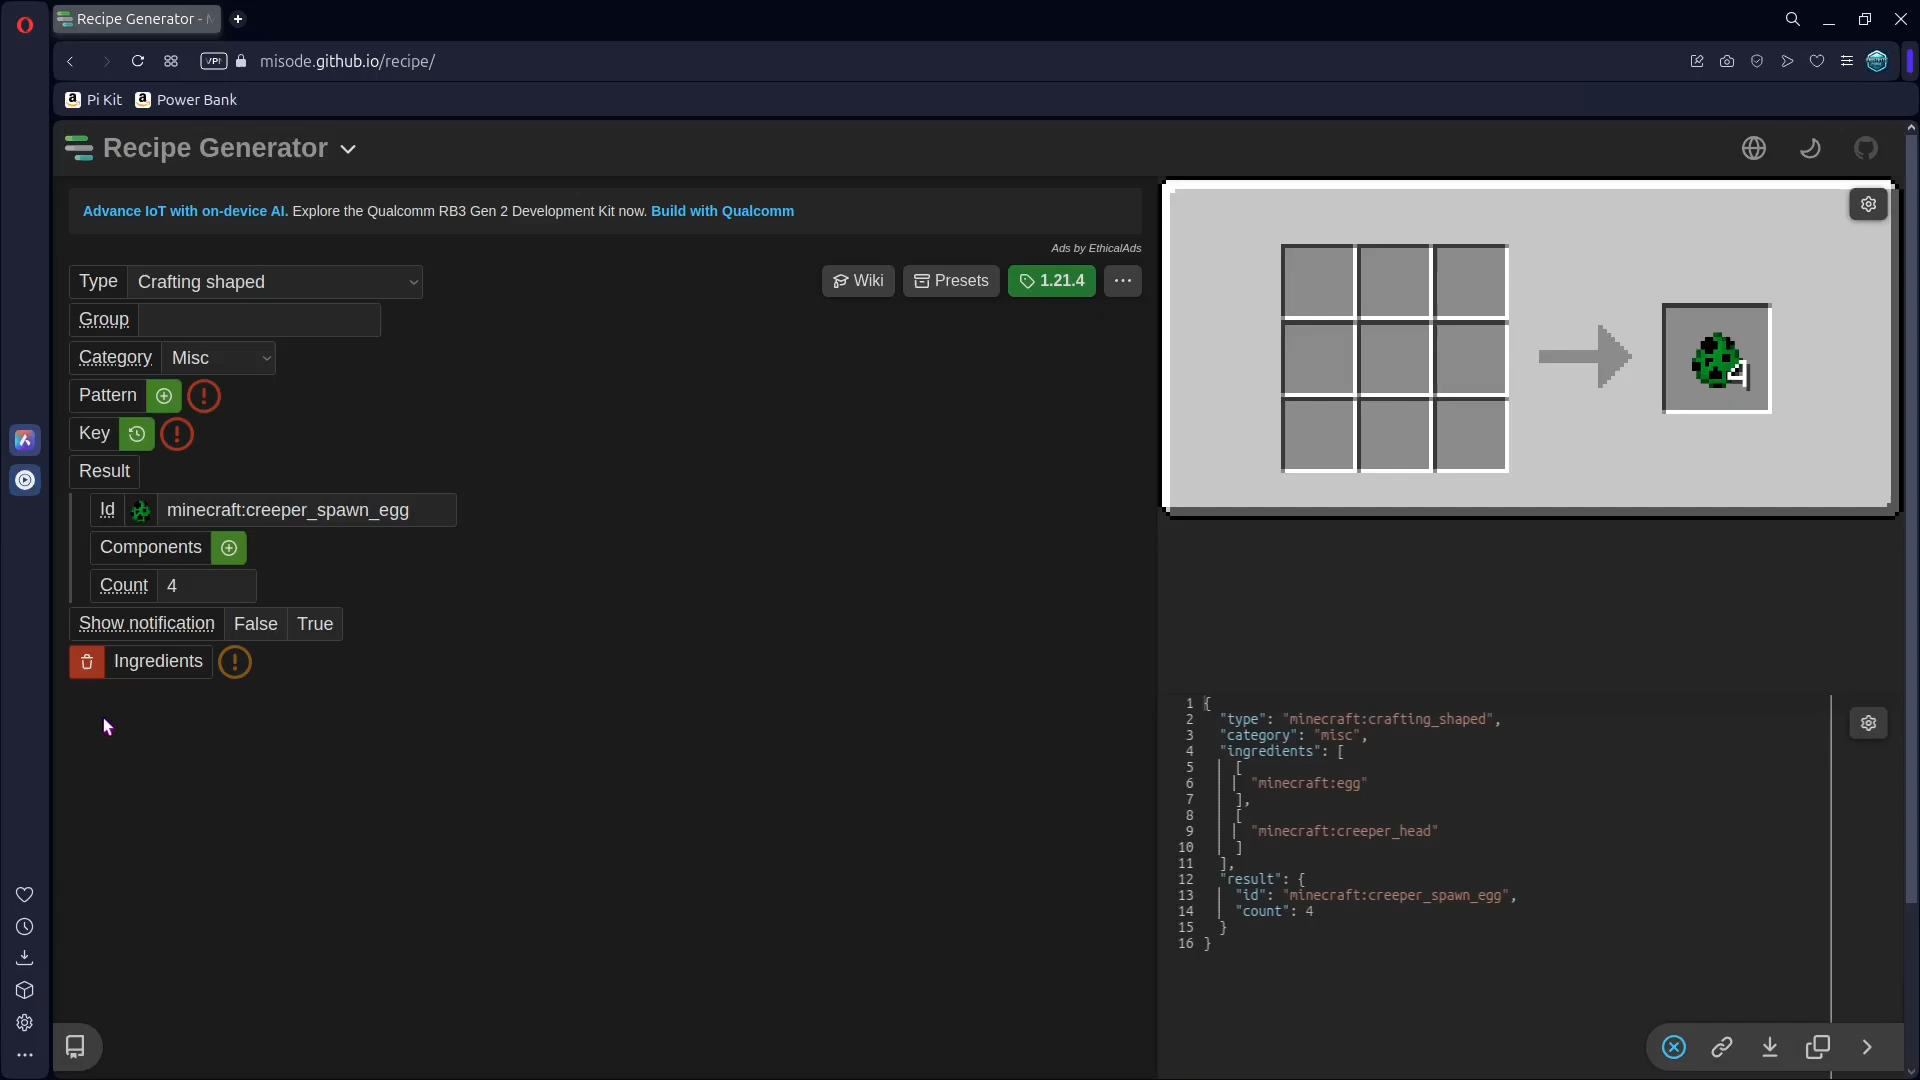 Recipe Generator -
VPN
misode.github.io/recipe/
Pi Kit
Power Bank
Recipe Generator
Advance IoT with on-device AI. Explore the Qualcomm RB3 Gen 2 Development Kit now. Build with Qualcomm
Ads by EthicalAds
Type Crafting shaped
Wiki Presets 1.21.4
Group
Category Misc
Pattern
Key
Result
Id minecraft:creeper_spawn_egg
Components
Count 4
Show notification False True
Ingredients
4
1 {
2 "type": "minecraft:crafting_shaped",
3 "category": "misc",
4 "ingredients": [
5 [
6 "minecraft:egg"
7 ],
8 [
9 "minecraft:creeper_head"
10 ]
11 ],
12 "result": {
13 "id": "minecraft:creeper_spawn_egg",
14 "count": 4
15 }
16 }